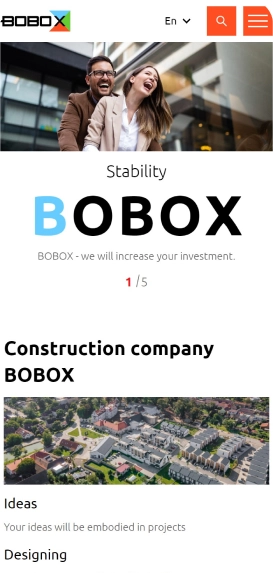 BOBOX
En
Stability
BOBOX
BOBOX - we will increase your investment.
1 / 5
Construction company
BOBOX
Ideas
Your ideas will be embodied in projects
Designing